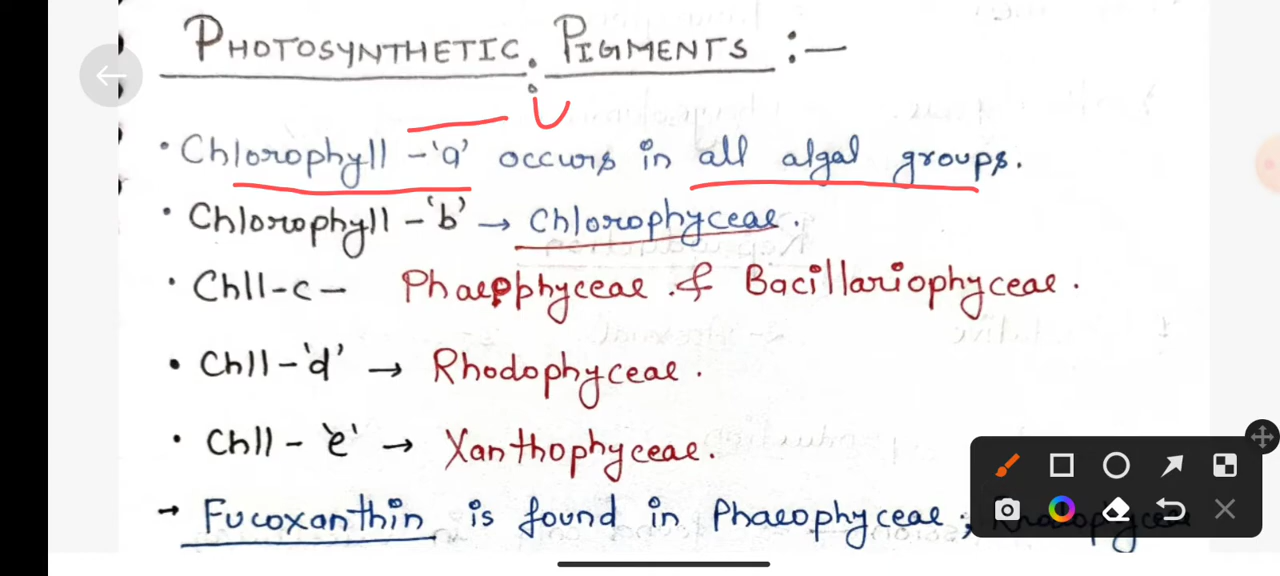 PHOTOSYNTHETIC PIGMENTS :—
• Chlorophyll -'a' occurs in all algal groups.
• Chlorophyll -'b' → Chlorophyceae.
• Chll-c- Phaeophyceae & Bacillariophyceae.
• Chll-'d' → Rhodophyceae.
• Chll-'e' → Xanthophyceae.
→ Fucoxanthin is found in Phaeophyceae;